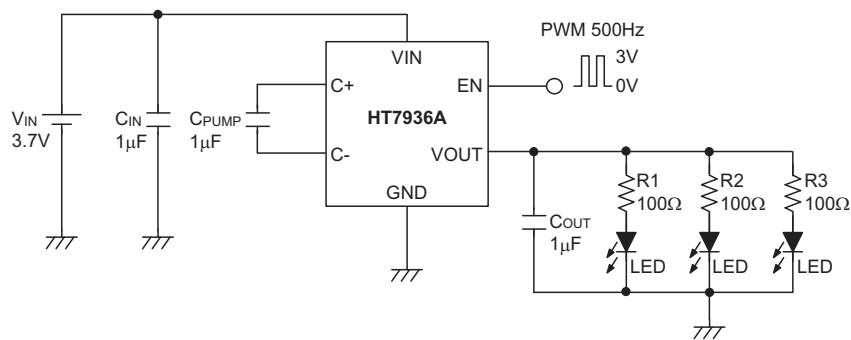 PWM 500Hz
3V
0V
VIN
C+
EN
VIN
3.7V
CIN
1μF
CPUMP
1μF
HT7936A
C-
VOUT
GND
R1
100Ω
R2
100Ω
R3
100Ω
COUT
1μF
LED
LED
LED